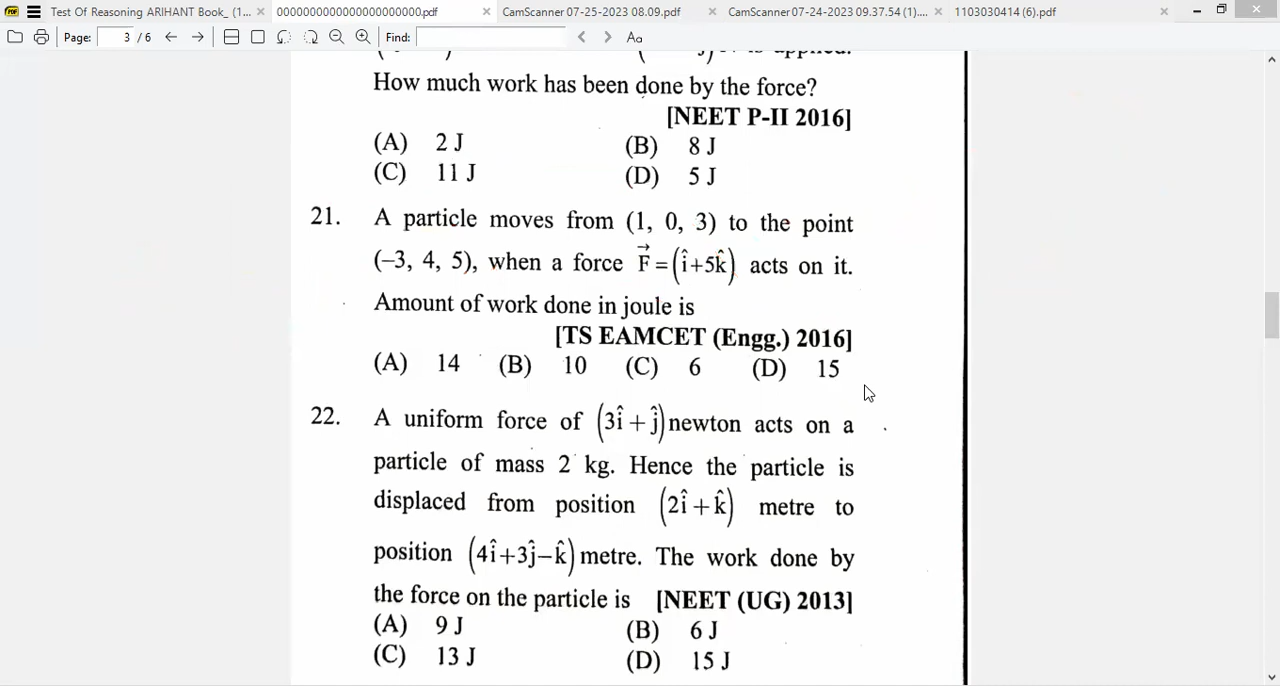 Test Of Reasoning ARIHANT Book_ (1... × 0000000000000000000.pdf × CamScanner 07-25-2023 08.09.pdf × CamScanner 07-24-2023 09.37.54 (1).... × 1103030414 (6).pdf ×
Page: 3 / 6 Find: Aa
is applied.
How much work has been done by the force?
[NEET P-II 2016]
(A) 2 J (B) 8 J
(C) 11 J (D) 5 J
21. A particle moves from (1, 0, 3) to the point
(–3, 4, 5), when a force F⃗ = (î+5k̂) acts on it.
Amount of work done in joule is
[TS EAMCET (Engg.) 2016]
(A) 14 (B) 10 (C) 6 (D) 15
22. A uniform force of (3î + ĵ) newton acts on a
particle of mass 2 kg. Hence the particle is
displaced from position (2î + k̂) metre to
position (4î+3ĵ–k̂) metre. The work done by
the force on the particle is [NEET (UG) 2013]
(A) 9 J (B) 6 J
(C) 13 J (D) 15 J